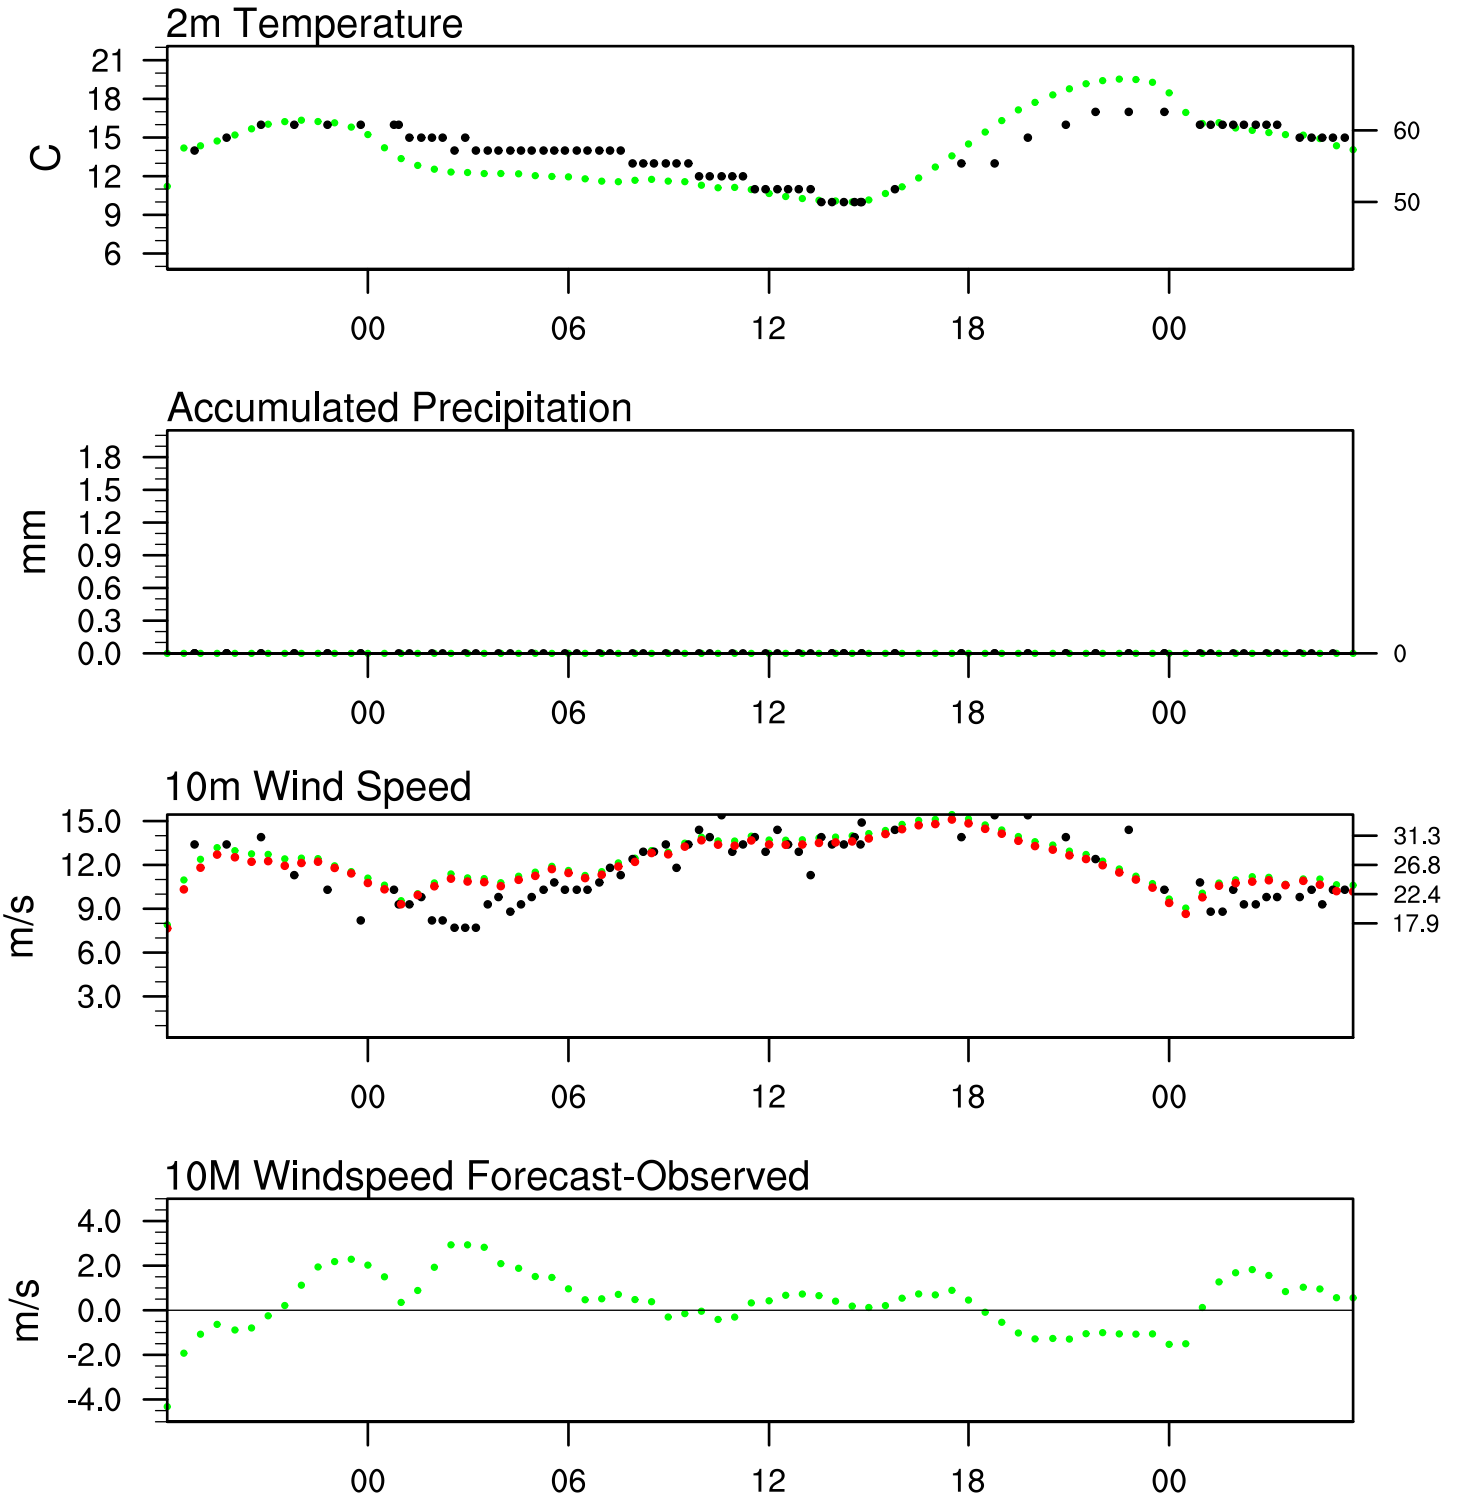 2m Temperature
21
18
15
12
9
6
C
60
50
00 06 12 18 00
Accumulated Precipitation
1.8
1.5
1.2
0.9
0.6
0.3
0.0
mm
0
00 06 12 18 00
10m Wind Speed
15.0
12.0
9.0
6.0
3.0
m/s
31.3
26.8
22.4
17.9
00 06 12 18 00
10M Windspeed Forecast-Observed
4.0
2.0
0.0
-2.0
-4.0
m/s
00 06 12 18 00